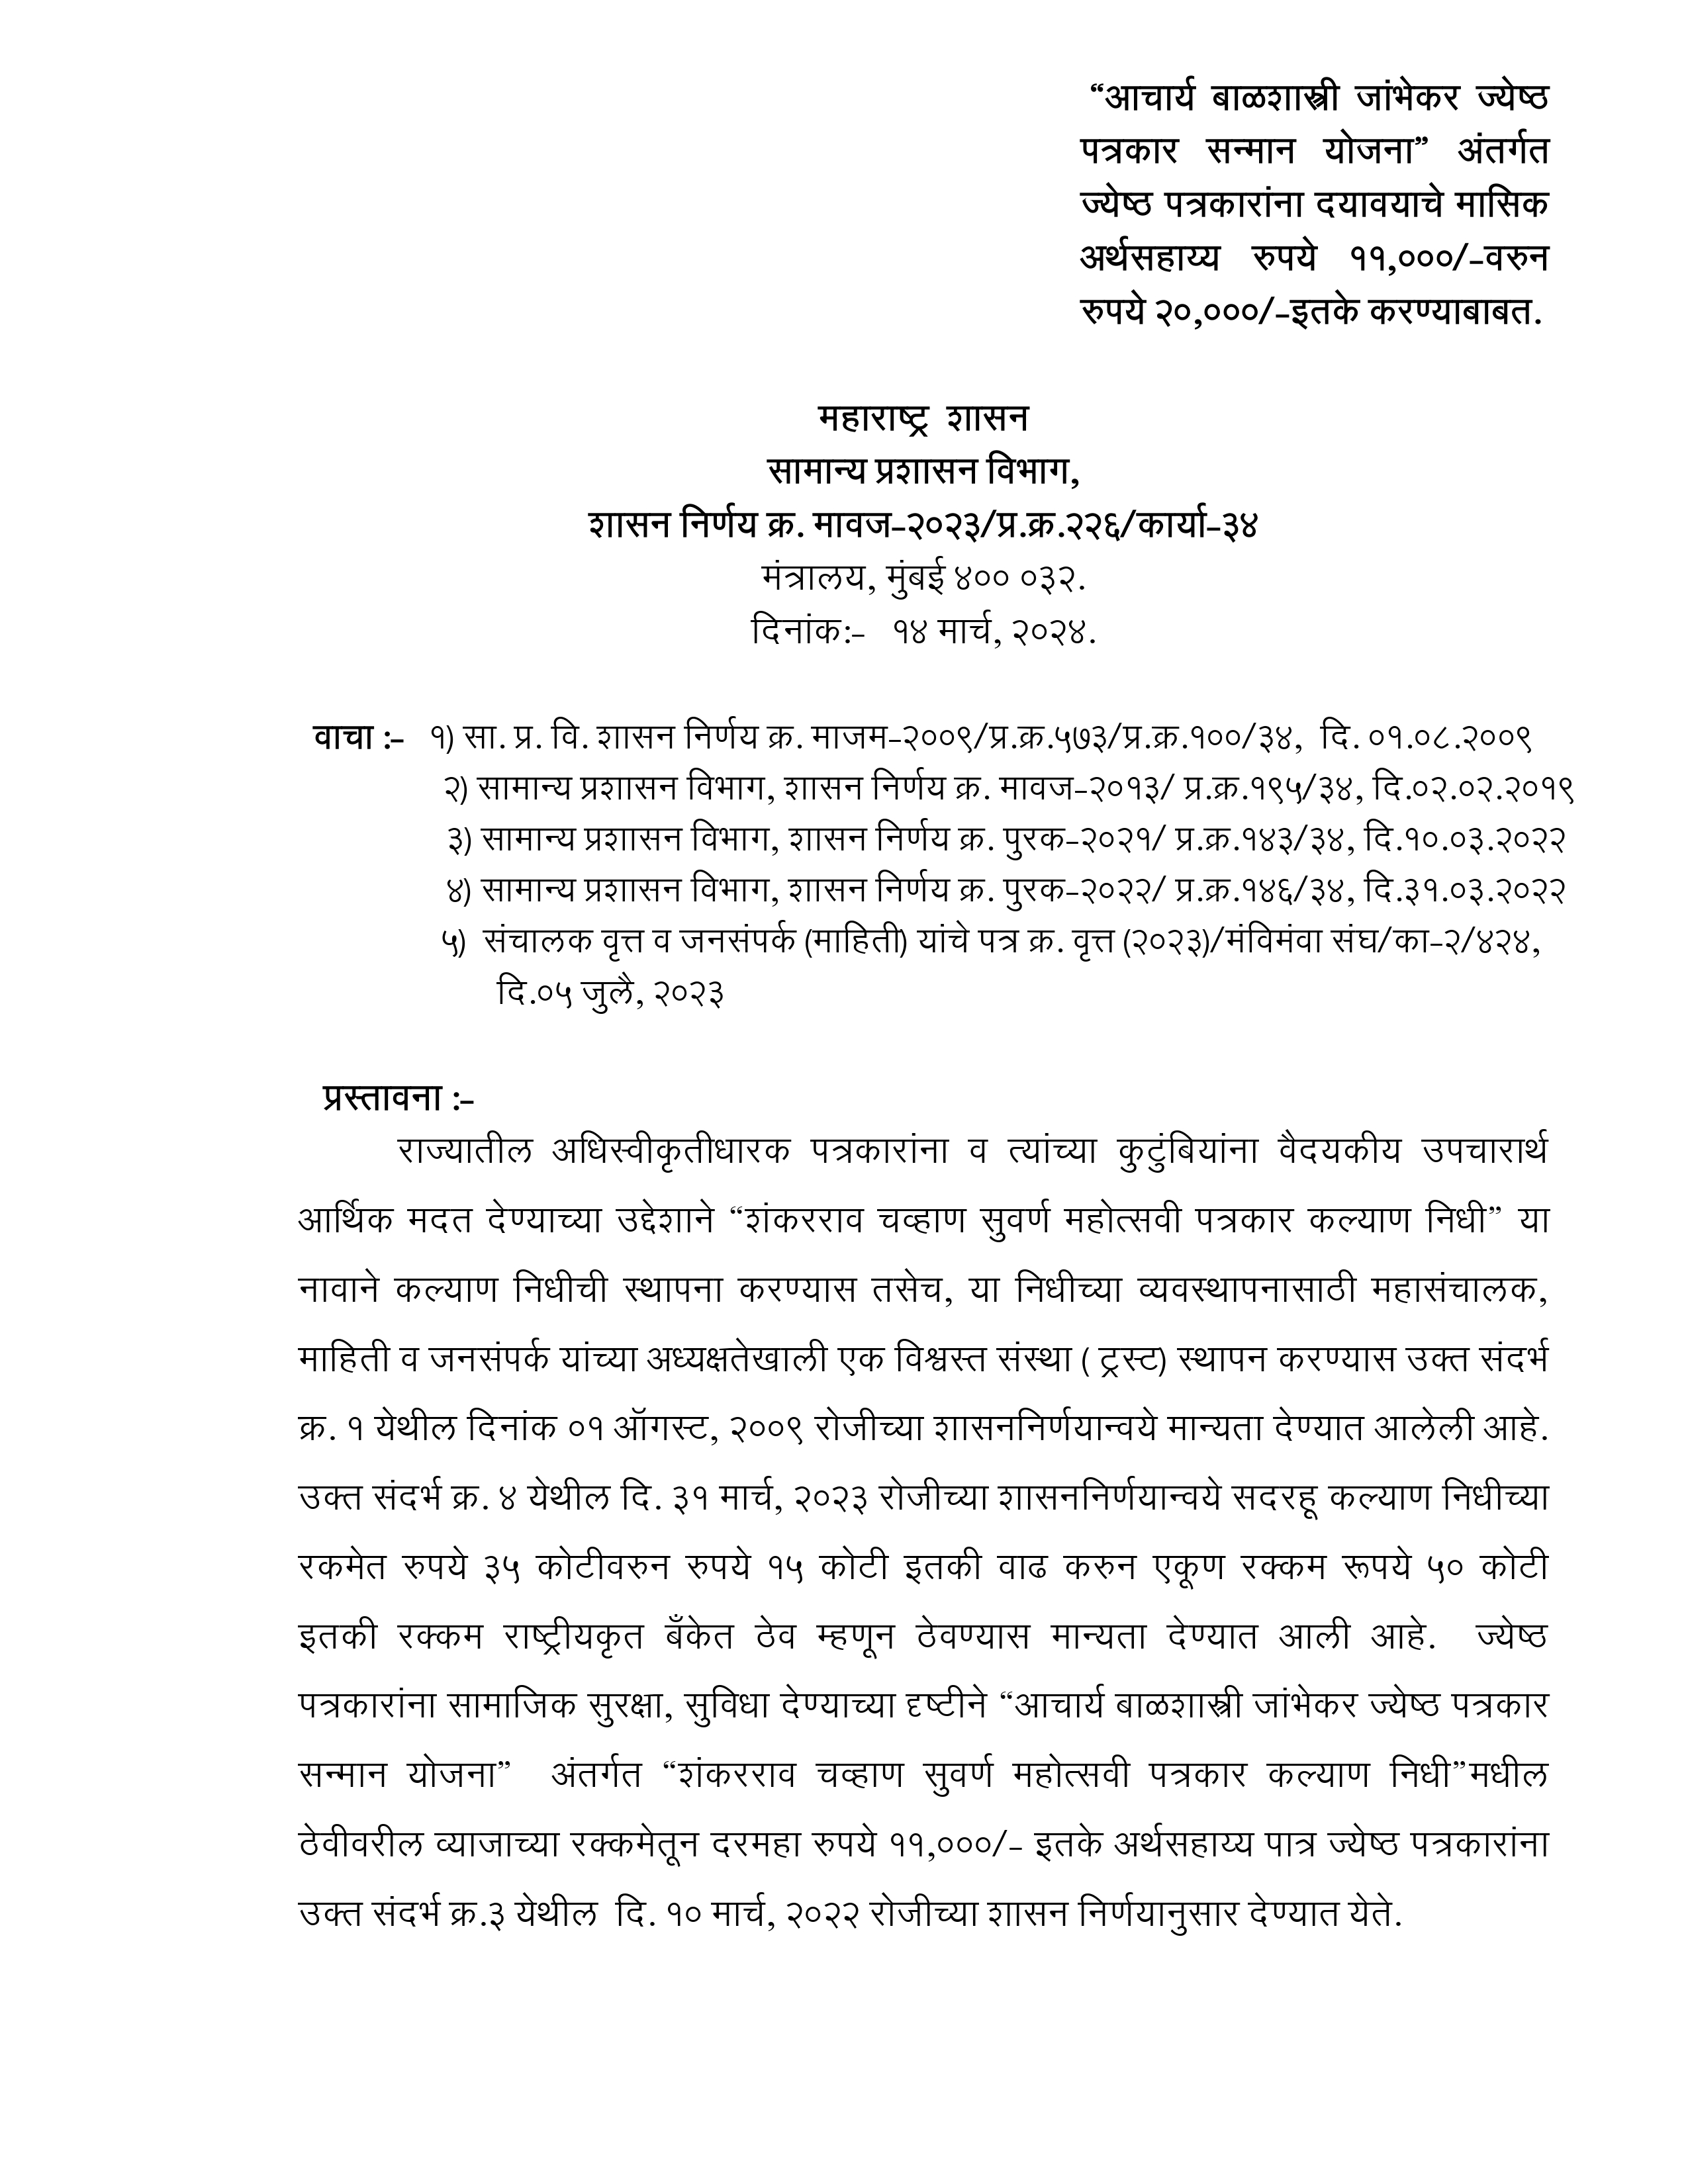 “आचार्य बाळशास्त्री जांभेकर ज्येष्ठ
पत्रकार सन्मान योजना” अंतर्गत
ज्येष्ठ पत्रकारांना दयावयाचे मासिक
अर्थसहाय्य रुपये ११,०००/-वरुन
रुपये २०,०००/-इतके करण्याबाबत.
महाराष्ट्र शासन
सामान्य प्रशासन विभाग,
शासन निर्णय क्र. मावज-२०२३/प्र.क्र.२२६/कार्या-३४
मंत्रालय, मुंबई ४०० ०३२.
दिनांक:- १४ मार्च, २०२४.
वाचा :- १) सा. प्र. वि. शासन निर्णय क्र. माजम-२००९/प्र.क्र.५७३/प्र.क्र.१००/३४, दि. ०१.०८.२००९
२) सामान्य प्रशासन विभाग, शासन निर्णय क्र. मावज-२०१३/ प्र.क्र.१९५/३४, दि.०२.०२.२०१९
३) सामान्य प्रशासन विभाग, शासन निर्णय क्र. पुरक-२०२१/ प्र.क्र.१४३/३४, दि.१०.०३.२०२२
४) सामान्य प्रशासन विभाग, शासन निर्णय क्र. पुरक-२०२२/ प्र.क्र.१४६/३४, दि.३१.०३.२०२२
५) संचालक वृत्त व जनसंपर्क (माहिती) यांचे पत्र क्र. वृत्त (२०२३)/मंविमंवा संघ/का-२/४२४,
दि.०५ जुलै, २०२३
प्रस्तावना :-
राज्यातील अधिस्वीकृतीधारक पत्रकारांना व त्यांच्या कुटुंबियांना वैदयकीय उपचारार्थ
आर्थिक मदत देण्याच्या उद्देशाने “शंकरराव चव्हाण सुवर्ण महोत्सवी पत्रकार कल्याण निधी” या
नावाने कल्याण निधीची स्थापना करण्यास तसेच, या निधीच्या व्यवस्थापनासाठी महासंचालक,
माहिती व जनसंपर्क यांच्या अध्यक्षतेखाली एक विश्वस्त संस्था ( ट्रस्ट) स्थापन करण्यास उक्त संदर्भ
क्र. १ येथील दिनांक ०१ ऑगस्ट, २००९ रोजीच्या शासननिर्णयान्वये मान्यता देण्यात आलेली आहे.
उक्त संदर्भ क्र. ४ येथील दि. ३१ मार्च, २०२३ रोजीच्या शासननिर्णयान्वये सदरहू कल्याण निधीच्या
रकमेत रुपये ३५ कोटीवरुन रुपये १५ कोटी इतकी वाढ करुन एकूण रक्कम रूपये ५० कोटी
इतकी रक्कम राष्ट्रीयकृत बँकेत ठेव म्हणून ठेवण्यास मान्यता देण्यात आली आहे. ज्येष्ठ
पत्रकारांना सामाजिक सुरक्षा, सुविधा देण्याच्या दृष्टीने “आचार्य बाळशास्त्री जांभेकर ज्येष्ठ पत्रकार
सन्मान योजना” अंतर्गत “शंकरराव चव्हाण सुवर्ण महोत्सवी पत्रकार कल्याण निधी”मधील
ठेवीवरील व्याजाच्या रक्कमेतून दरमहा रुपये ११,०००/- इतके अर्थसहाय्य पात्र ज्येष्ठ पत्रकारांना
उक्त संदर्भ क्र.३ येथील दि. १० मार्च, २०२२ रोजीच्या शासन निर्णयानुसार देण्यात येते.